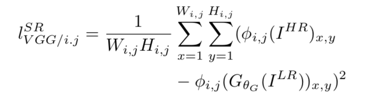 l^{SR}_{VGG/i.j} = \frac{1}{W_{i,j}H_{i,j}} \sum_{x=1}^{W_{i,j}} \sum_{y=1}^{H_{i,j}} (\phi_{i,j}(I^{HR})_{x,y}
- \phi_{i,j}(G_{\theta_G}(I^{LR}))_{x,y})^2